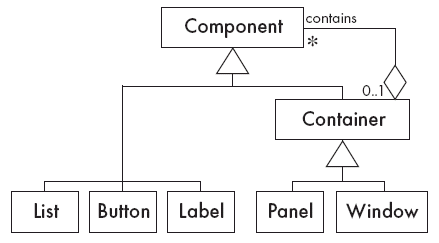 Component
contains
*
0..1
Container
List
Button
Label
Panel
Window